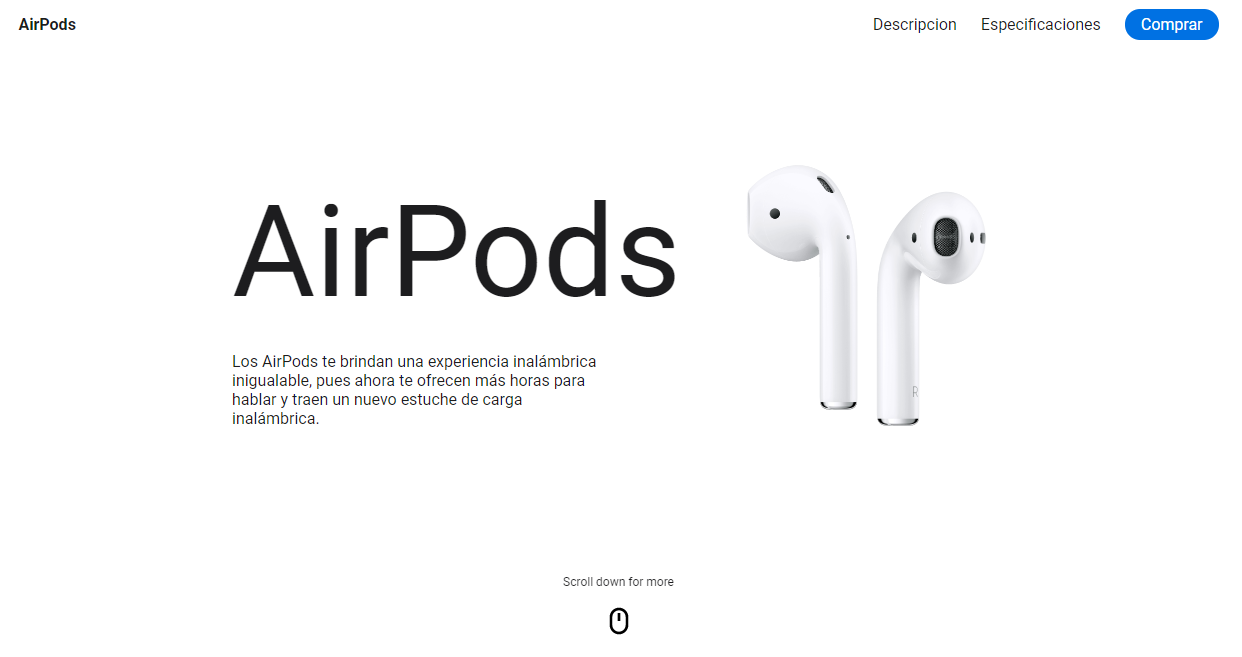 AirPods
Descripcion
Especificaciones
Comprar
AirPods
Los AirPods te brindan una experiencia inalámbrica
inigualable, pues ahora te ofrecen más horas para
hablar y traen un nuevo estuche de carga
inalámbrica.
R
Scroll down for more